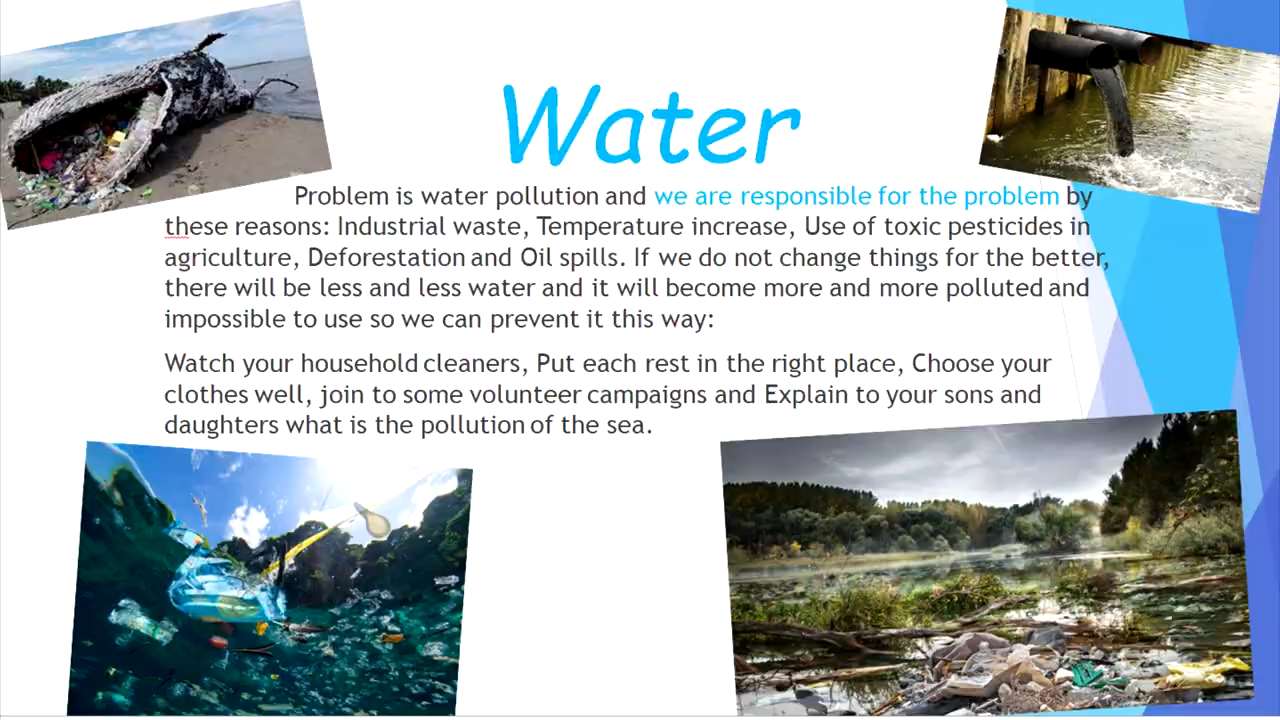 Water
Problem is water pollution and we are responsible for the problem by
these reasons: Industrial waste, Temperature increase, Use of toxic pesticides in
agriculture, Deforestation and Oil spills. If we do not change things for the better,
there will be less and less water and it will become more and more polluted and
impossible to use so we can prevent it this way:
Watch your household cleaners, Put each rest in the right place, Choose your
clothes well, join to some volunteer campaigns and Explain to your sons and
daughters what is the pollution of the sea.